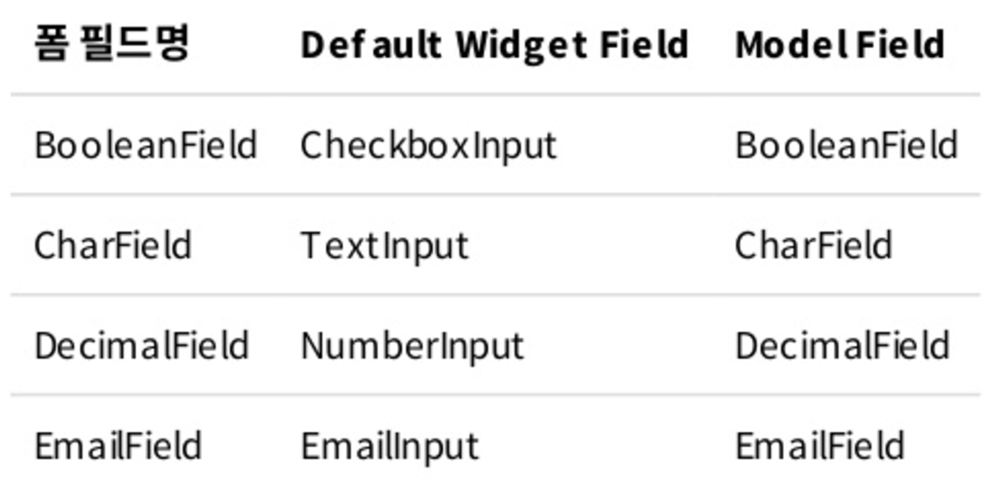 폼 필드명 Default Widget Field Model Field
BooleanField CheckboxInput BooleanField
CharField TextInput CharField
DecimalField NumberInput DecimalField
EmailField EmailInput EmailField